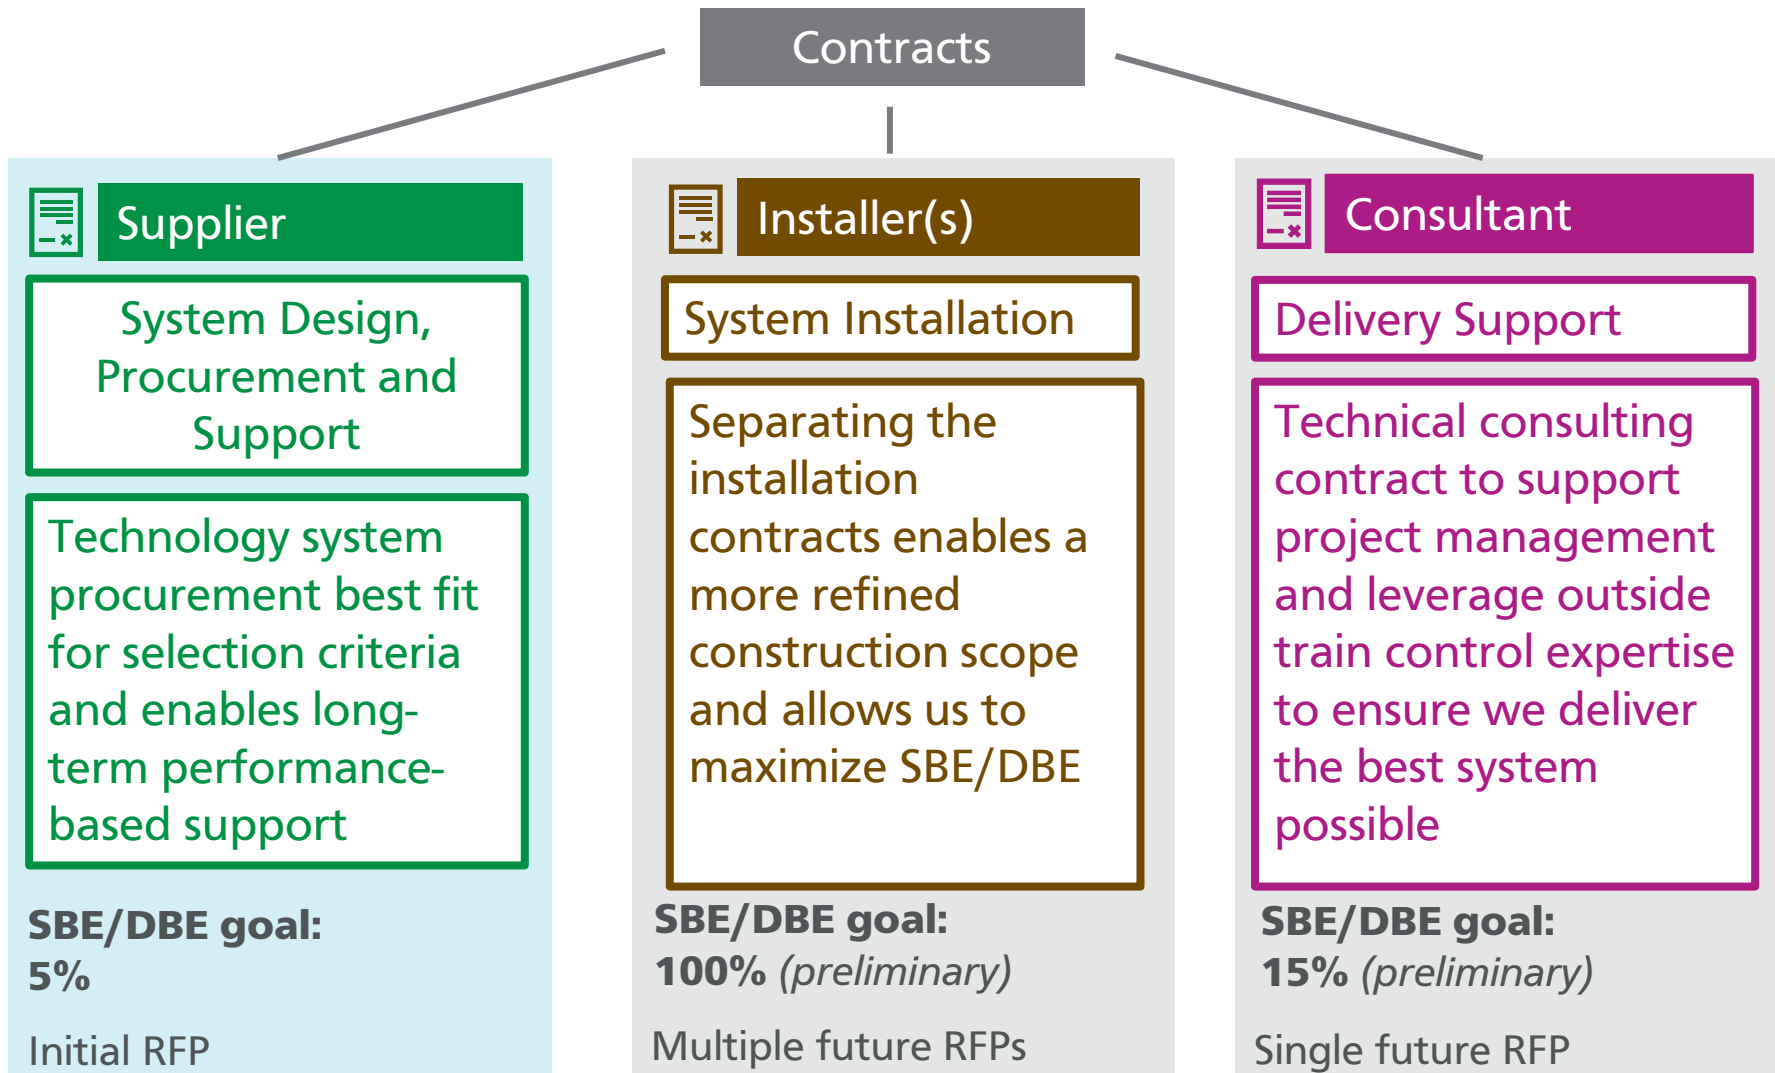 Contracts
Supplier
System Design,
Procurement and
Support
Technology system
procurement best fit
for selection criteria
and enables long-
term performance-
based support
SBE/DBE goal:
5%
Initial RFP
Installer(s)
System Installation
Separating the
installation
contracts enables a
more refined
construction scope
and allows us to
maximize SBE/DBE
SBE/DBE goal:
100% (preliminary)
Multiple future RFPs
Consultant
Delivery Support
Technical consulting
contract to support
project management
and leverage outside
train control expertise
to ensure we deliver
the best system
possible
SBE/DBE goal:
15% (preliminary)
Single future RFP